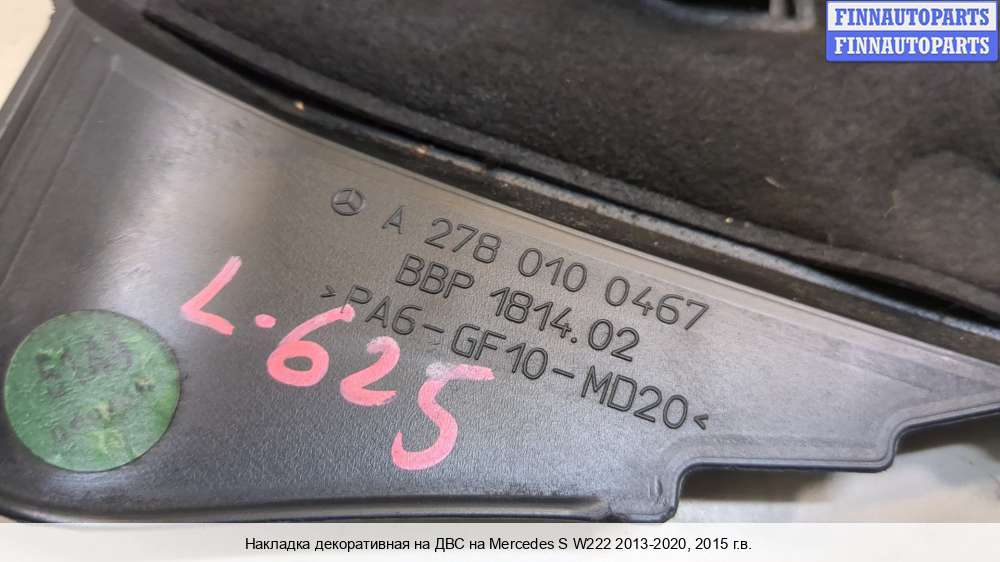 FINNAUTOPARTS
FINNAUTOPARTS
A 278 010 0467
BBP 1814.02
>PA6-GF10-MD20<
L-625
Накладка декоративная на ДВС на Mercedes S W222 2013-2020, 2015 г.в.